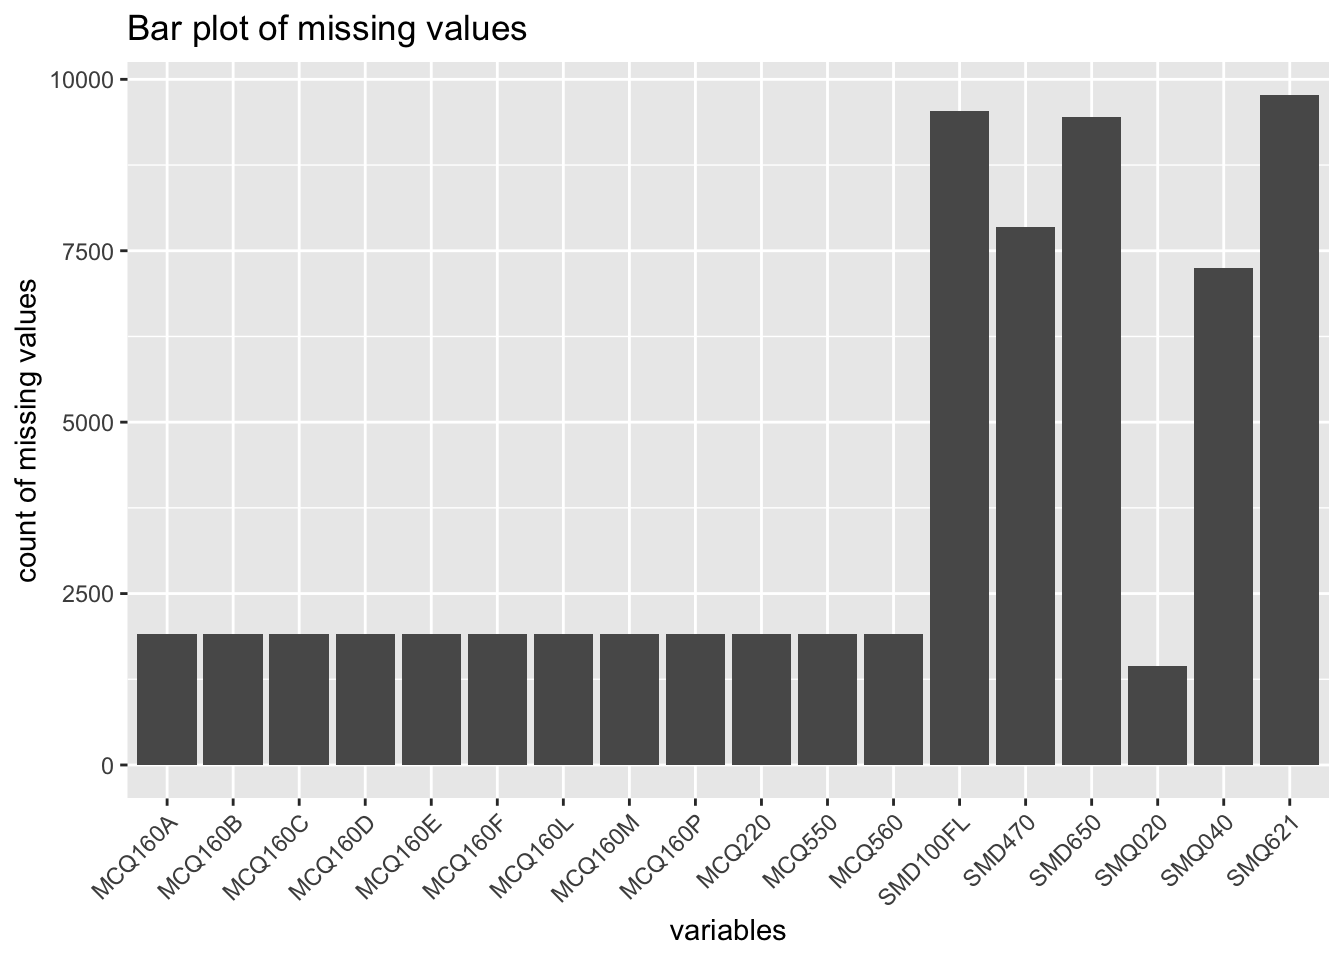 Bar plot of missing values
10000
7500
5000
2500
0
count of missing values
MCQ160A
MCQ160B
MCQ160C
MCQ160D
MCQ160E
MCQ160F
MCQ160L
MCQ160M
MCQ160P
MCQ220
MCQ550
MCQ560
SMD100FL
SMD470
SMD650
SMQ020
SMQ040
SMQ621
variables